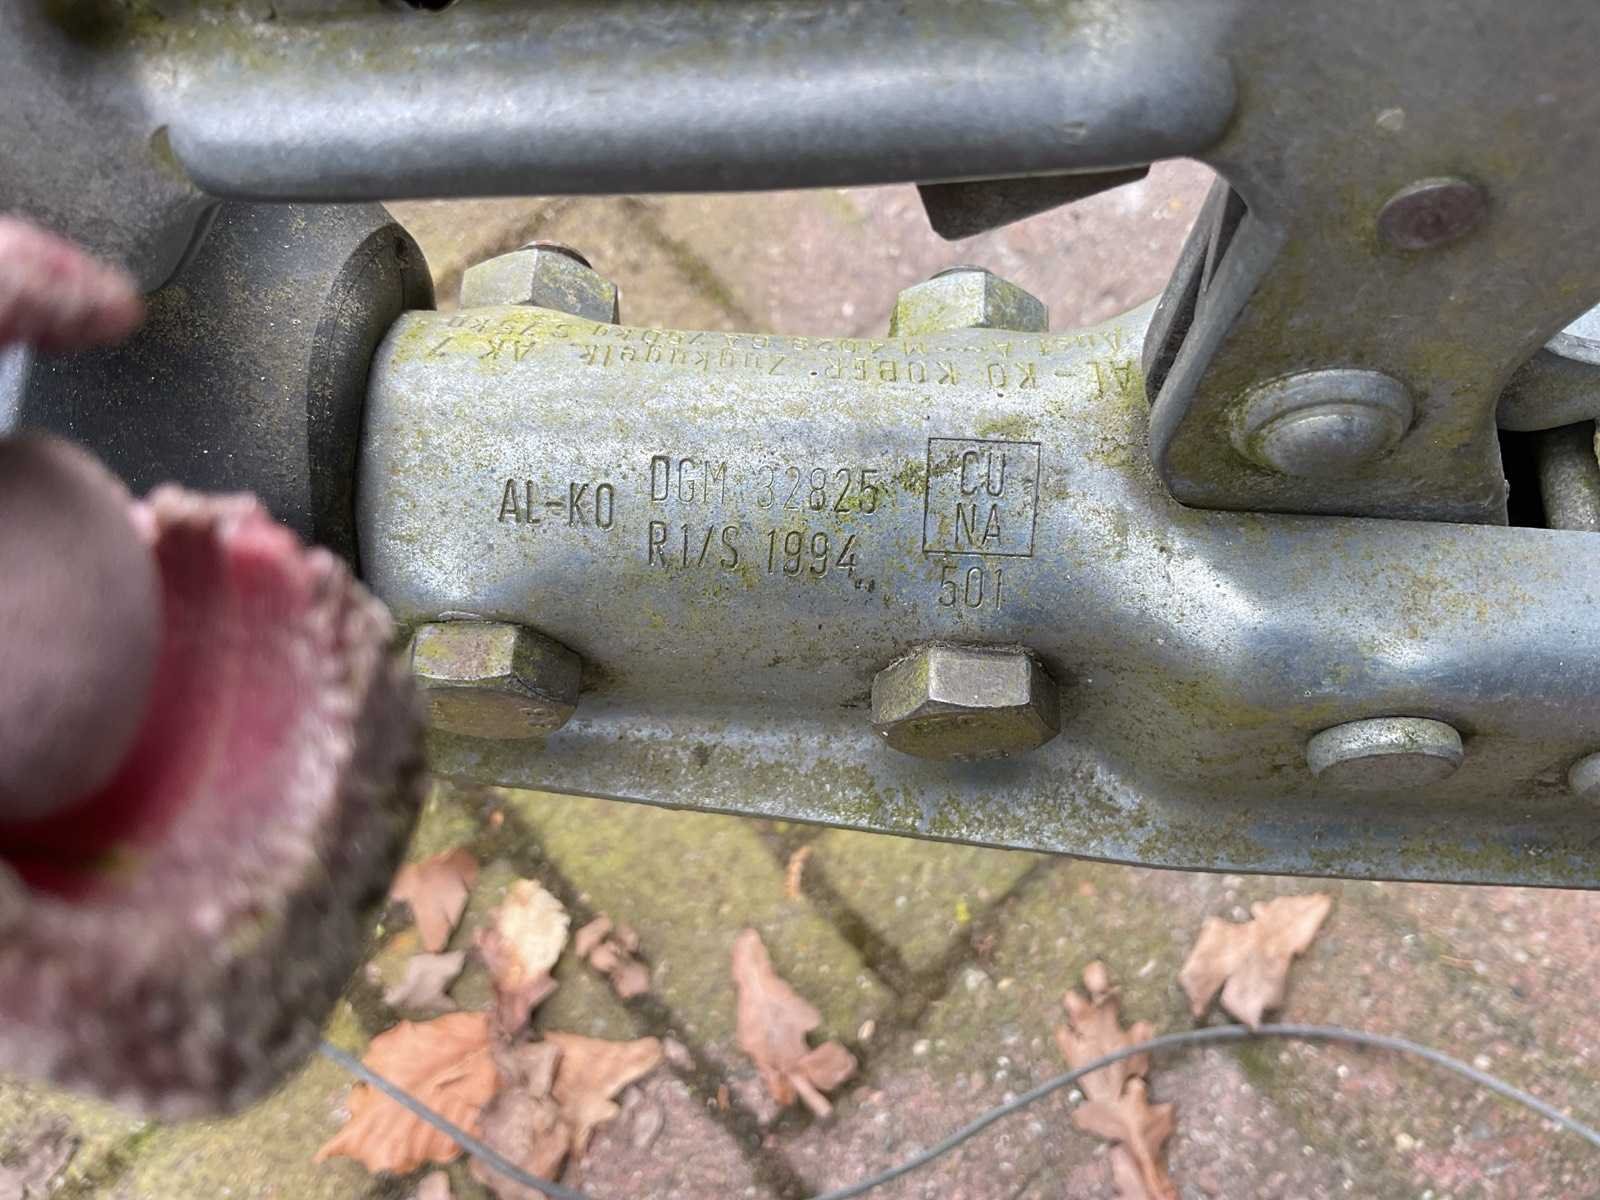 AL-KO KOBER Zugkugelk. AK 7
AL-KO
DGM 32825
R1/S 1994
CU
NA
501